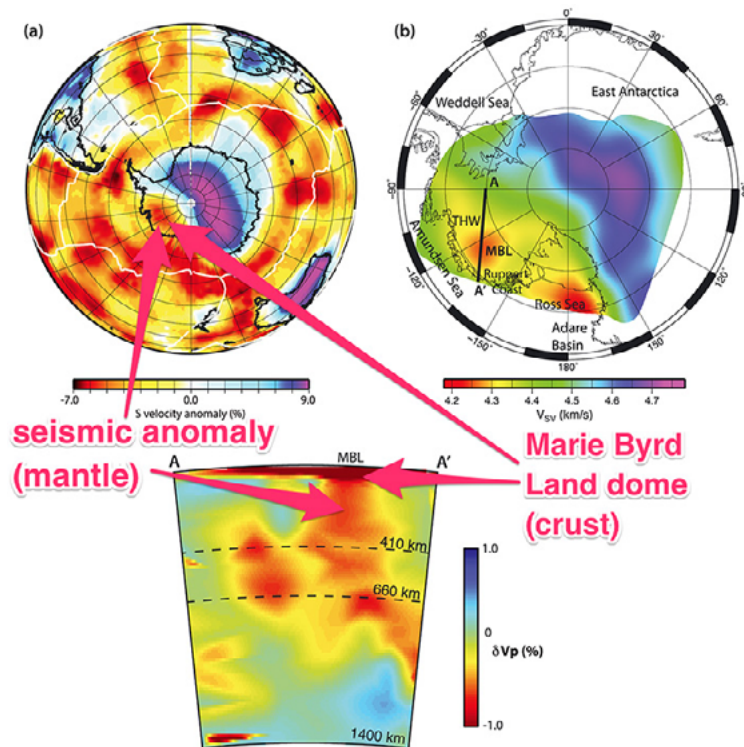 (a)
(b)
0°
-30°
30°
Weddell Sea
East Antarctica
-60°
60°
-90°
A
90°
THW
MBL
Amundsen Sea
Ruppert
Coast
A'
Ross Sea
-120°
120°
Adare
Basin
-150°
150°
180°
-7.0
0.0
9.0
S velocity anomaly (%)
4.2
4.3
4.4
4.5
4.6
4.7
VSV (km/s)
seismic anomaly
(mantle)
Marie Byrd
Land dome
(crust)
A
MBL
A'
410 km
660 km
1400 km
1.0
0
-1.0
δVp (%)